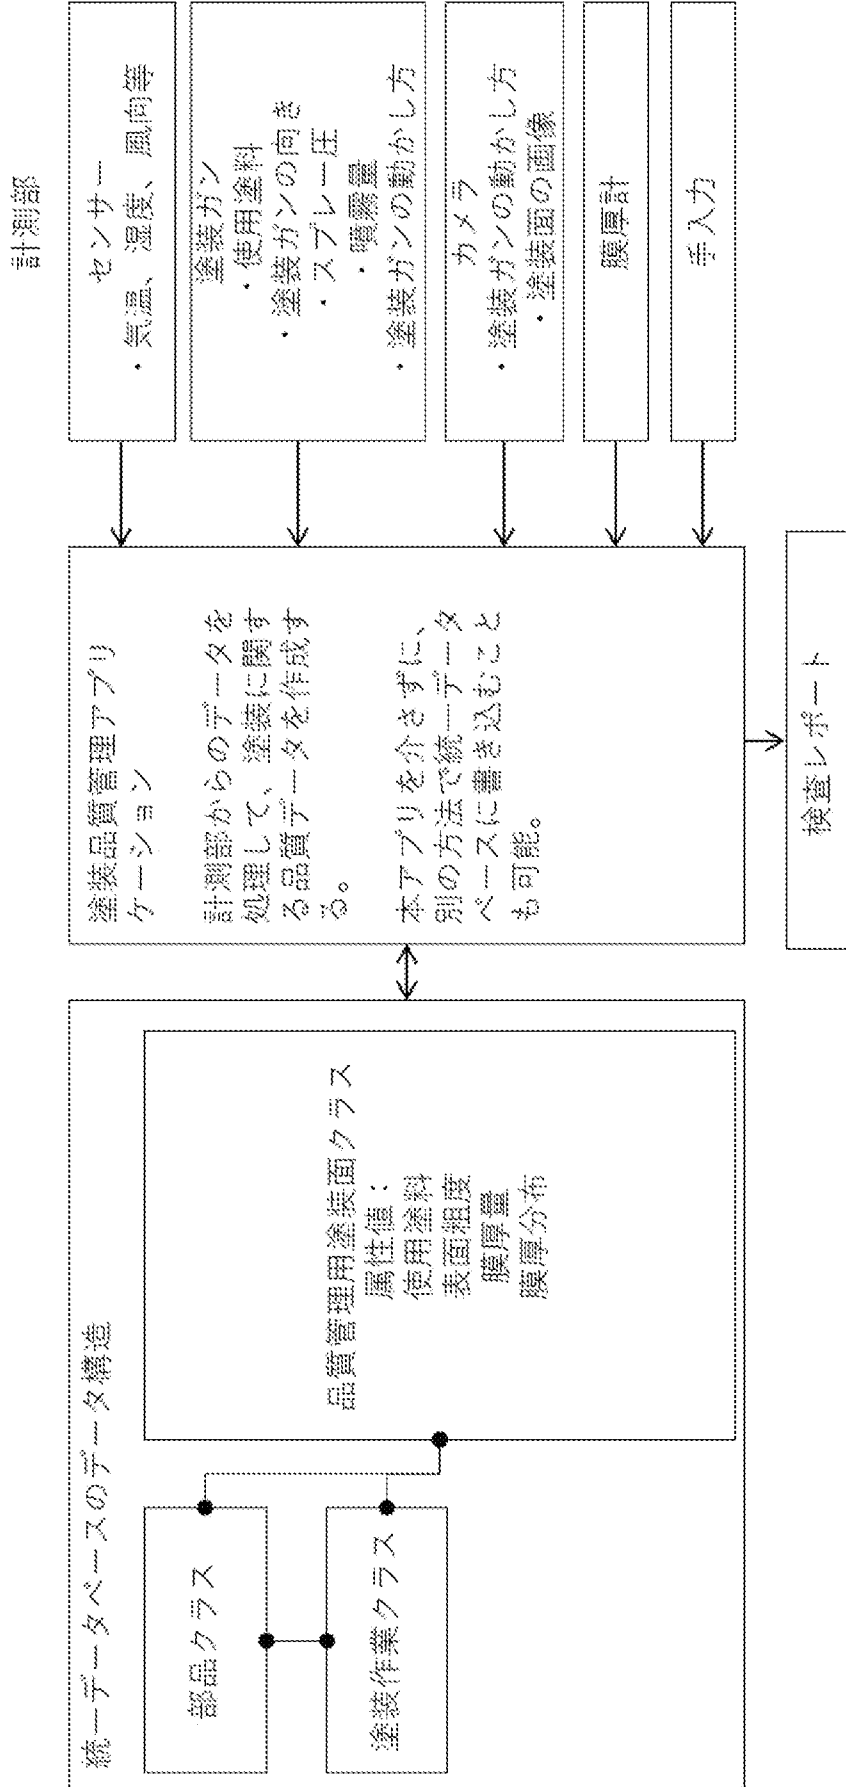 計測部
センサー
・気温、湿度、風向等
塗装ガン
・使用塗料
・塗装ガンの向き
・スプレー圧
・噴霧量
・塗装ガンの動かし方
カメラ
・塗装ガンの動かし方
・塗装面の画像
膜厚計
手入力
塗装品質管理アプリ
ケーション
計測部からのデータを
処理して、塗装に関す
る品質データを作成す
る。
本アプリを介さずに、
別の方法で統一データ
ベースに書き込むこと
も可能。
検査レポート
統一データベースのデータ構造
品質管理用塗装面クラス
属性値：
使用塗料
表面粗度
膜厚量
膜厚分布
部品クラス
塗装作業クラス